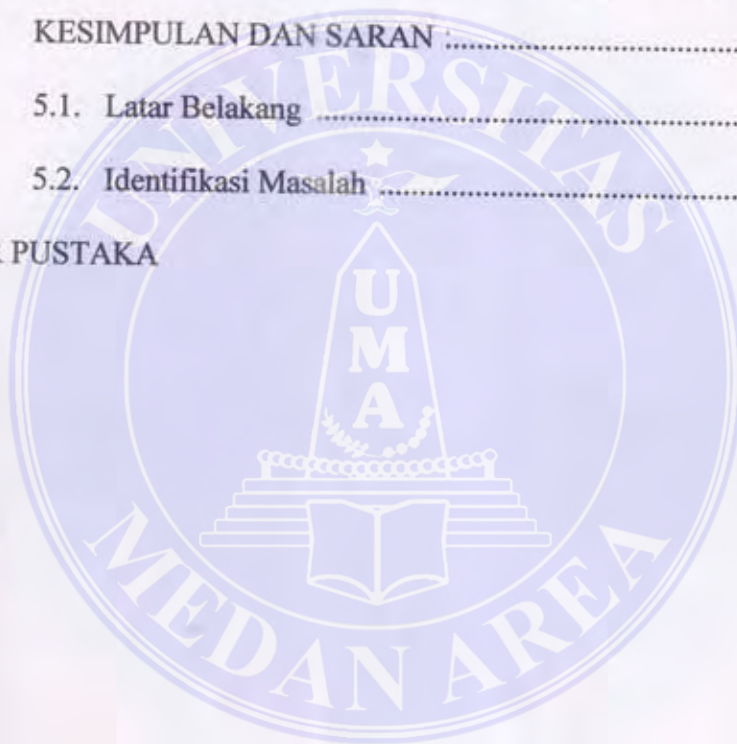 KESIMPULAN DAN SARAN ................................................
5.1. Latar Belakang ................................................................
5.2. Identifikasi Masalah ........................................................
R PUSTAKA
UNIVERSITAS
UMA
MEDAN AREA